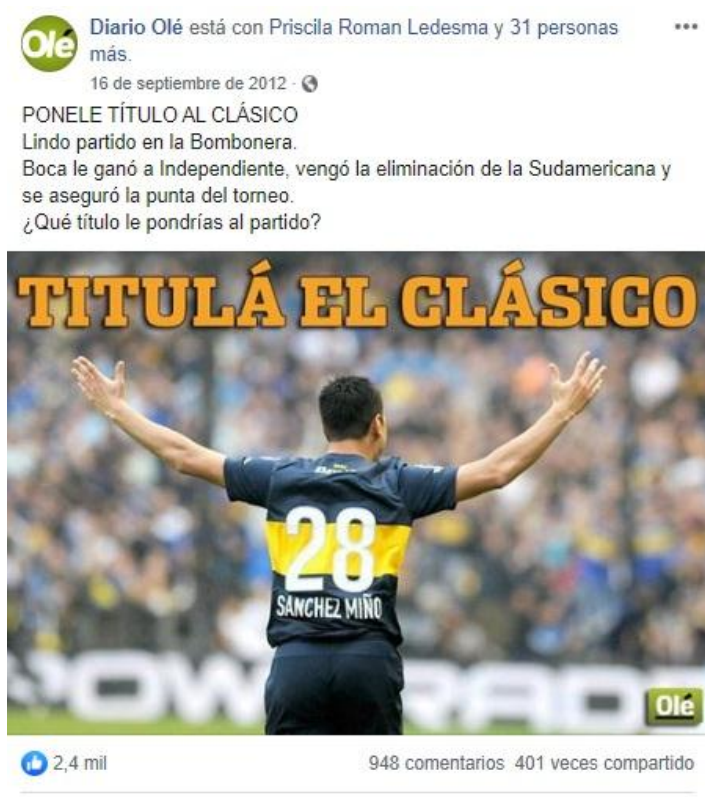 Olé
Diario Olé está con Priscila Roman Ledesma y 31 personas
más.
16 de septiembre de 2012 ·
PONELE TÍTULO AL CLÁSICO
Lindo partido en la Bombonera.
Boca le ganó a Independiente, vengó la eliminación de la Sudamericana y
se aseguró la punta del torneo.
¿Qué título le pondrías al partido?
TITULÁ EL CLÁSICO
28
SANCHEZ MIÑO
POWERADE
Olé
2,4 mil
948 comentarios 401 veces compartido